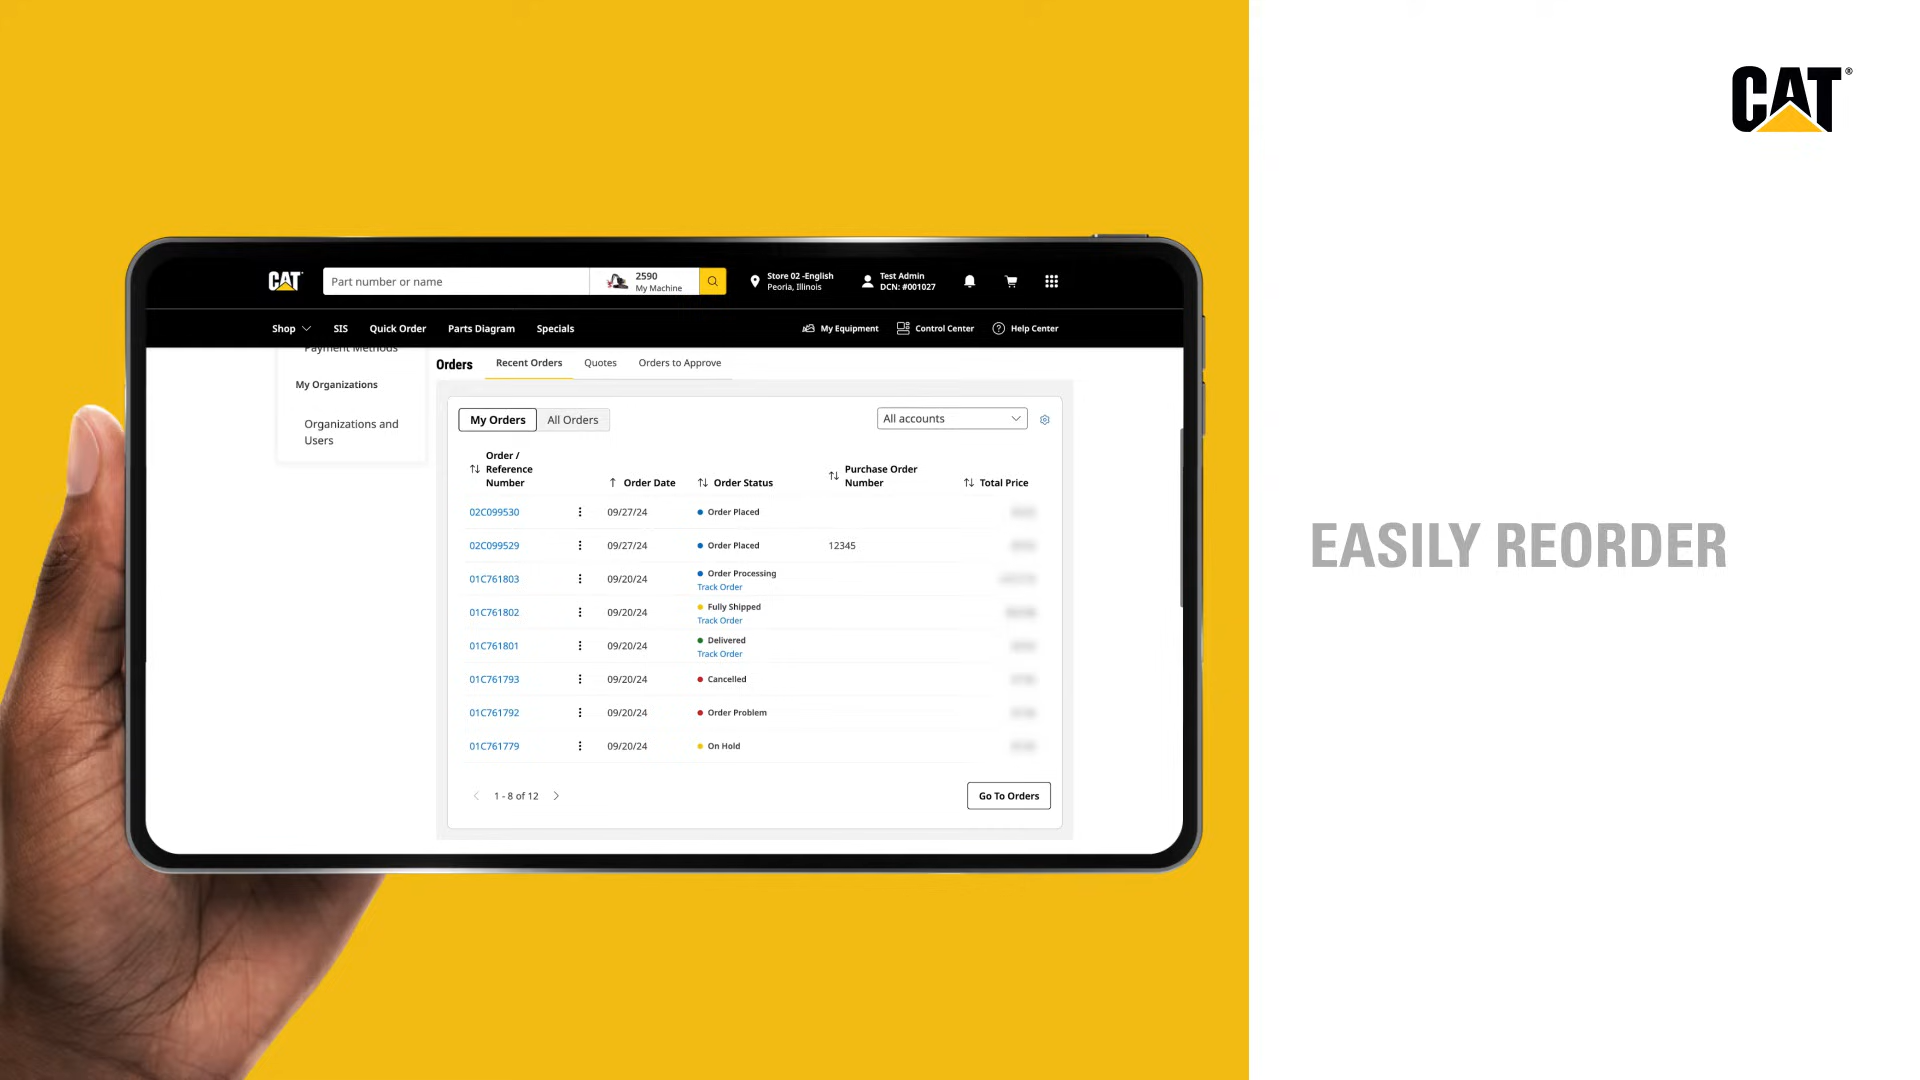 CAT®
CAT
Part number or name
2590
My Machine
Store 02 -English
Peoria, Illinois
Test Admin
DCN: #001027
Shop
SIS
Quick Order
Parts Diagram
Specials
My Equipment
Control Center
Help Center
Payment Methods
My Organizations
Organizations and
Users
Orders
Recent Orders
Quotes
Orders to Approve
My Orders
All Orders
All accounts
Order /
Reference
Number
Order Date
Order Status
Purchase Order
Number
Total Price
02C099530 09/27/24 Order Placed
02C099529 09/27/24 Order Placed 12345
01C761803 09/20/24 Order Processing
Track Order
01C761802 09/20/24 Fully Shipped
Track Order
01C761801 09/20/24 Delivered
Track Order
01C761793 09/20/24 Cancelled
01C761792 09/20/24 Order Problem
01C761779 09/20/24 On Hold
1 - 8 of 12
Go To Orders
EASILY REORDER